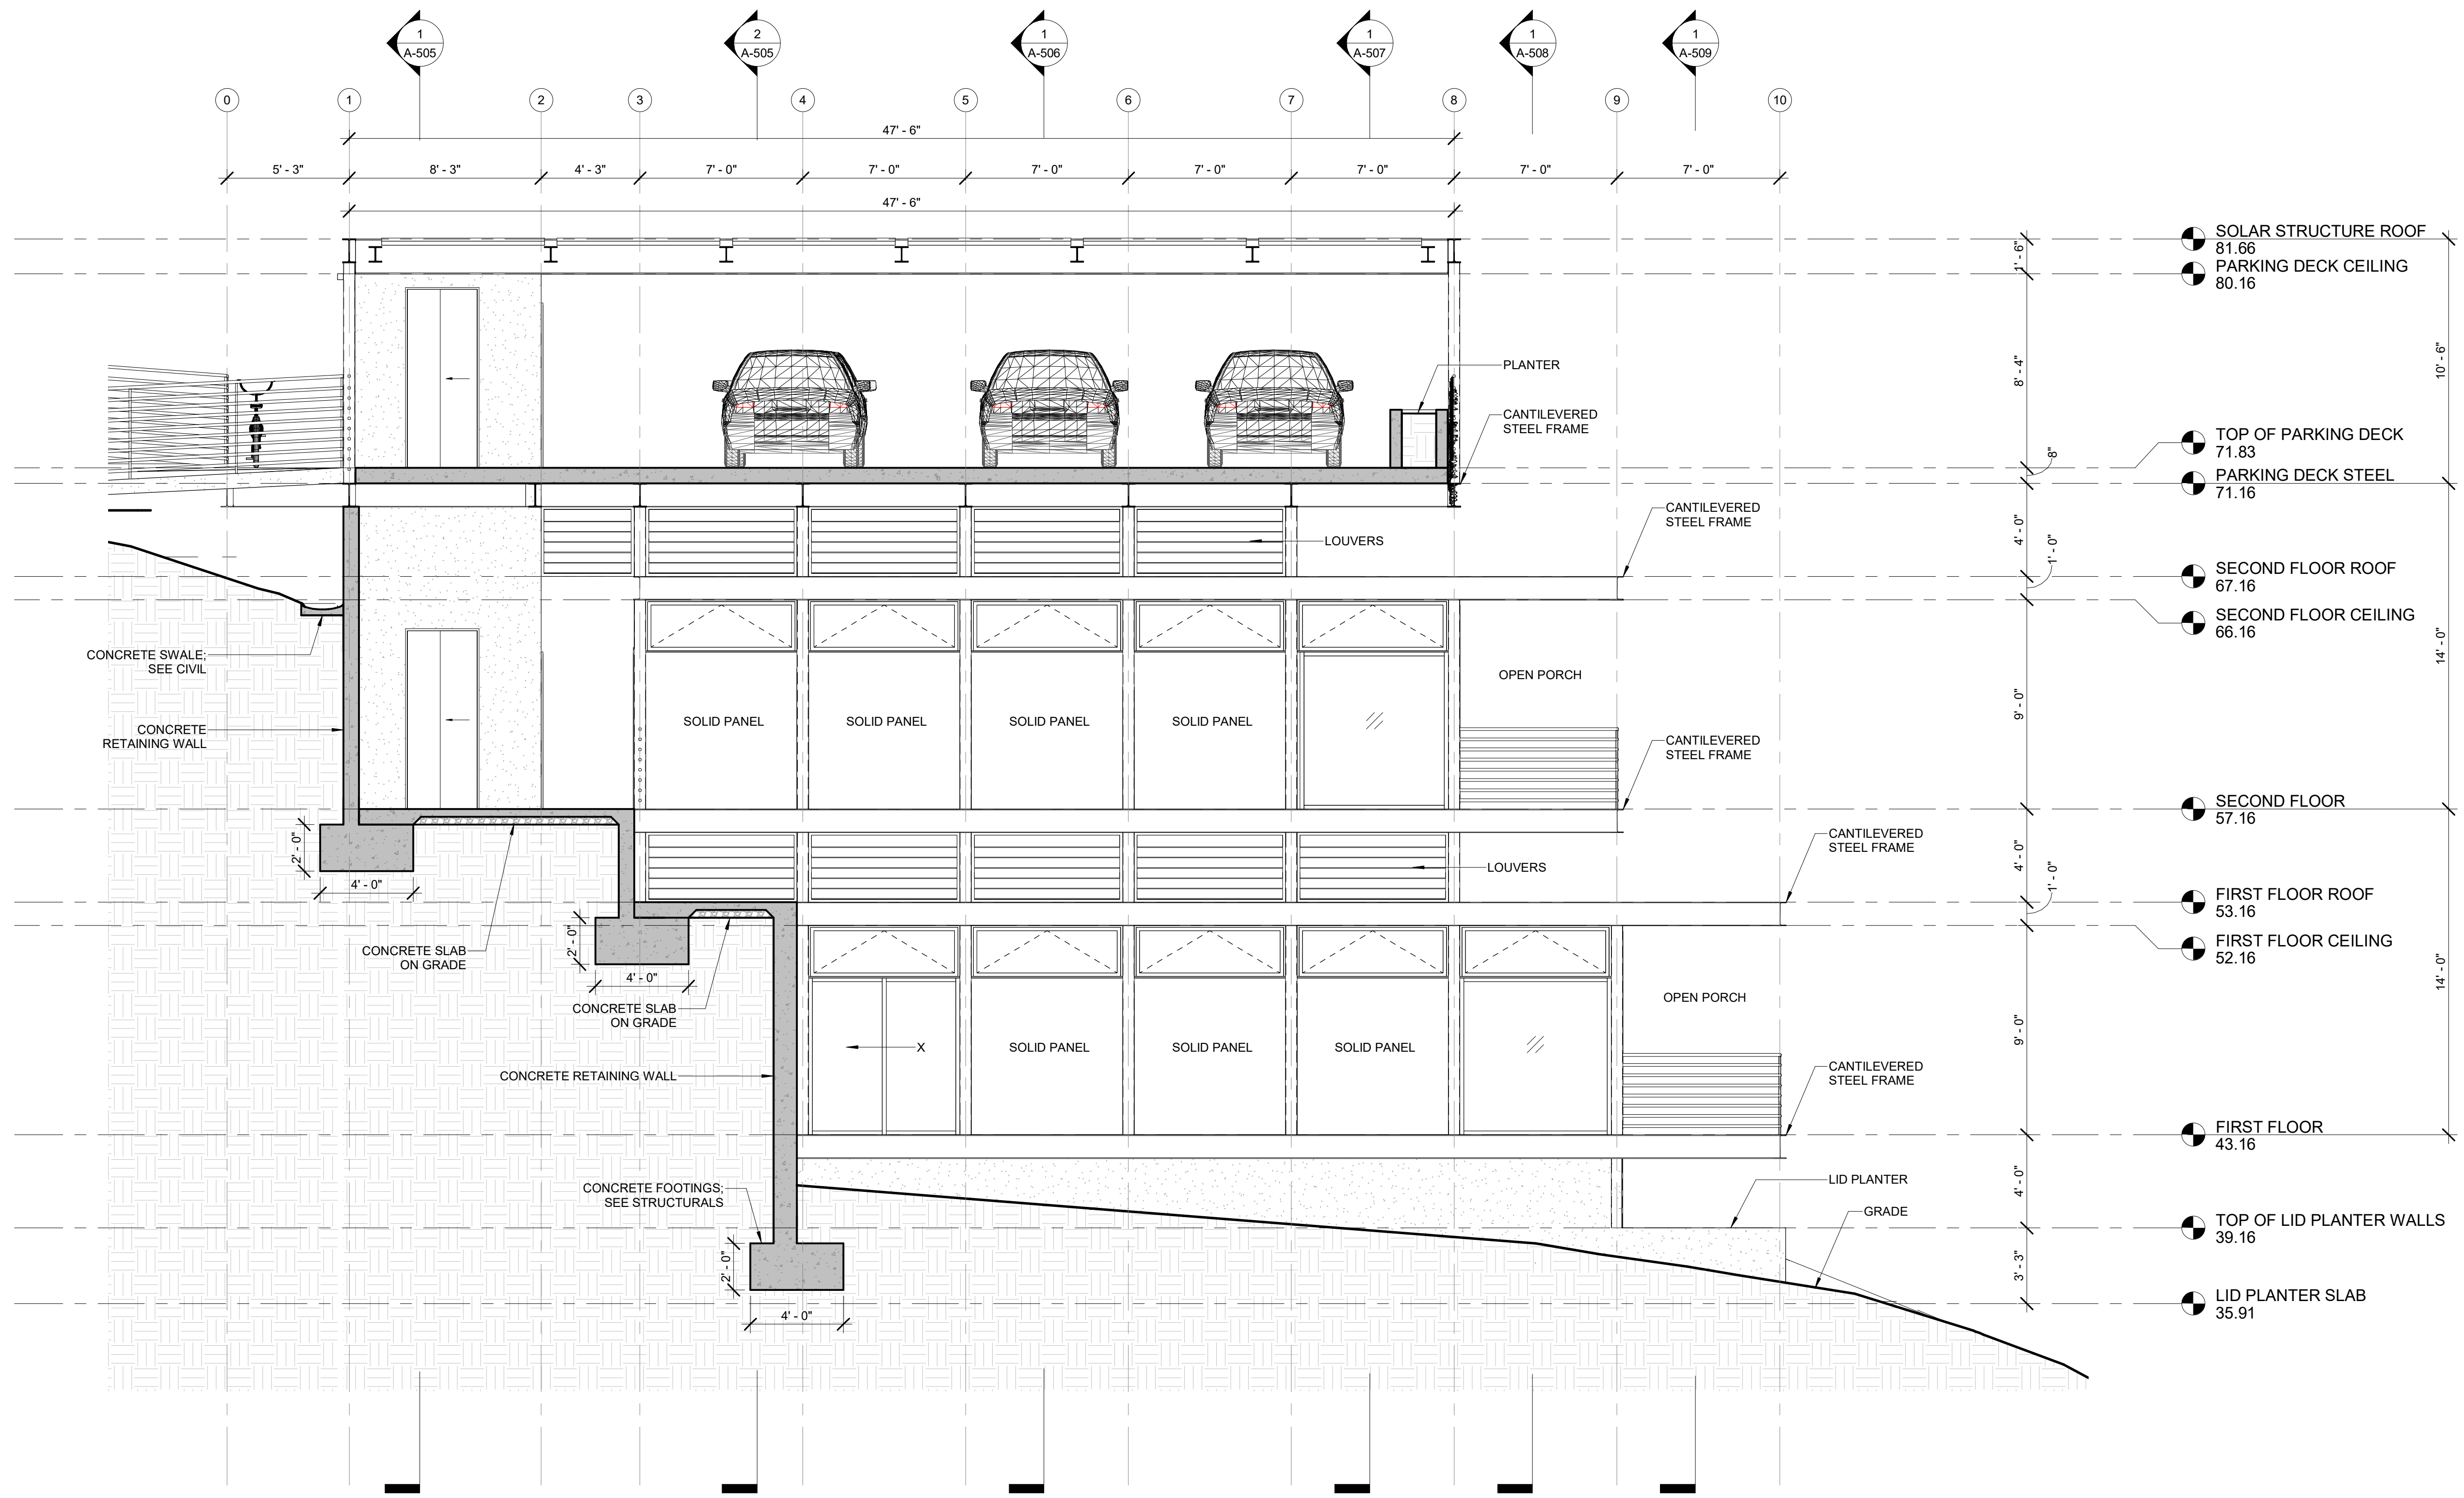 1
A-505
2
A-505
1
A-506
1
A-507
1
A-508
1
A-509
0
1
2
3
4
5
6
7
8
9
10
47' - 6"
5' - 3"
8' - 3"
4' - 3"
7' - 0"
7' - 0"
7' - 0"
7' - 0"
7' - 0"
7' - 0"
7' - 0"
47' - 6"
SOLAR STRUCTURE ROOF
81.66
1' - 6"
PARKING DECK CEILING
80.16
8' - 4"
10' - 6"
PLANTER
CANTILEVERED
STEEL FRAME
TOP OF PARKING DECK
71.83
8"
PARKING DECK STEEL
71.16
CANTILEVERED
STEEL FRAME
LOUVERS
4' - 0"
1' - 0"
SECOND FLOOR ROOF
67.16
SECOND FLOOR CEILING
66.16
CONCRETE SWALE;
SEE CIVIL
OPEN PORCH
14' - 0"
9' - 0"
CONCRETE
RETAINING WALL
SOLID PANEL
SOLID PANEL
SOLID PANEL
SOLID PANEL
CANTILEVERED
STEEL FRAME
SECOND FLOOR
57.16
2' - 0"
4' - 0"
CANTILEVERED
STEEL FRAME
LOUVERS
4' - 0"
1' - 0"
FIRST FLOOR ROOF
53.16
CONCRETE SLAB
ON GRADE
2' - 0"
4' - 0"
FIRST FLOOR CEILING
52.16
CONCRETE SLAB
ON GRADE
OPEN PORCH
14' - 0"
9' - 0"
X
SOLID PANEL
SOLID PANEL
SOLID PANEL
CONCRETE RETAINING WALL
CANTILEVERED
STEEL FRAME
FIRST FLOOR
43.16
CONCRETE FOOTINGS;
SEE STRUCTURALS
LID PLANTER
4' - 0"
GRADE
TOP OF LID PLANTER WALLS
39.16
2' - 0"
3' - 3"
LID PLANTER SLAB
35.91
4' - 0"